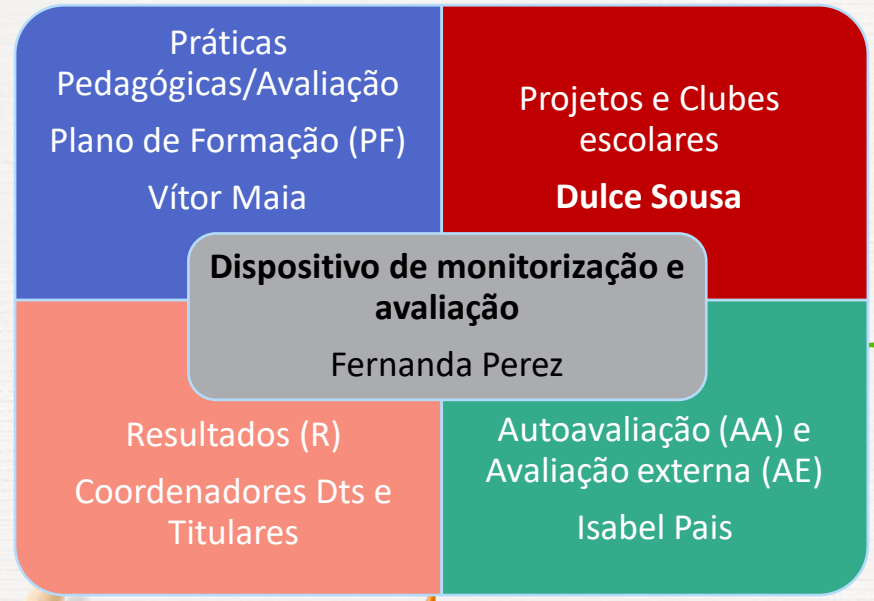 Práticas
Pedagógicas/Avaliação
Plano de Formação (PF)
Vítor Maia
Projetos e Clubes
escolares
Dulce Sousa
Dispositivo de monitorização e
avaliação
Fernanda Perez
Resultados (R)
Coordenadores Dts e
Titulares
Autoavaliação (AA) e
Avaliação externa (AE)
Isabel Pais